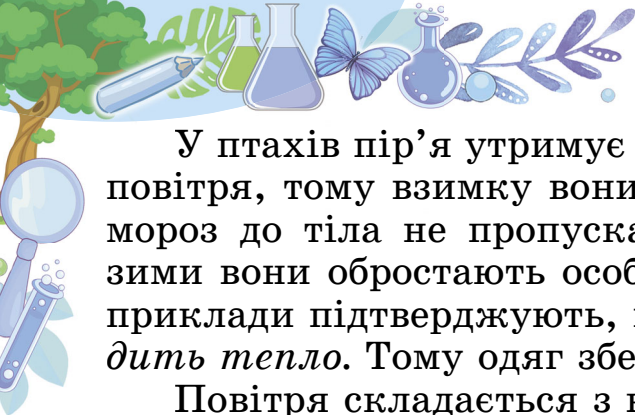 У птахів пір’я утримує
повітря, тому взимку вони
мороз до тіла не пропуска
зими вони обростають особ
приклади підтверджують,
дить тепло. Тому одяг збе
Повітря складається з